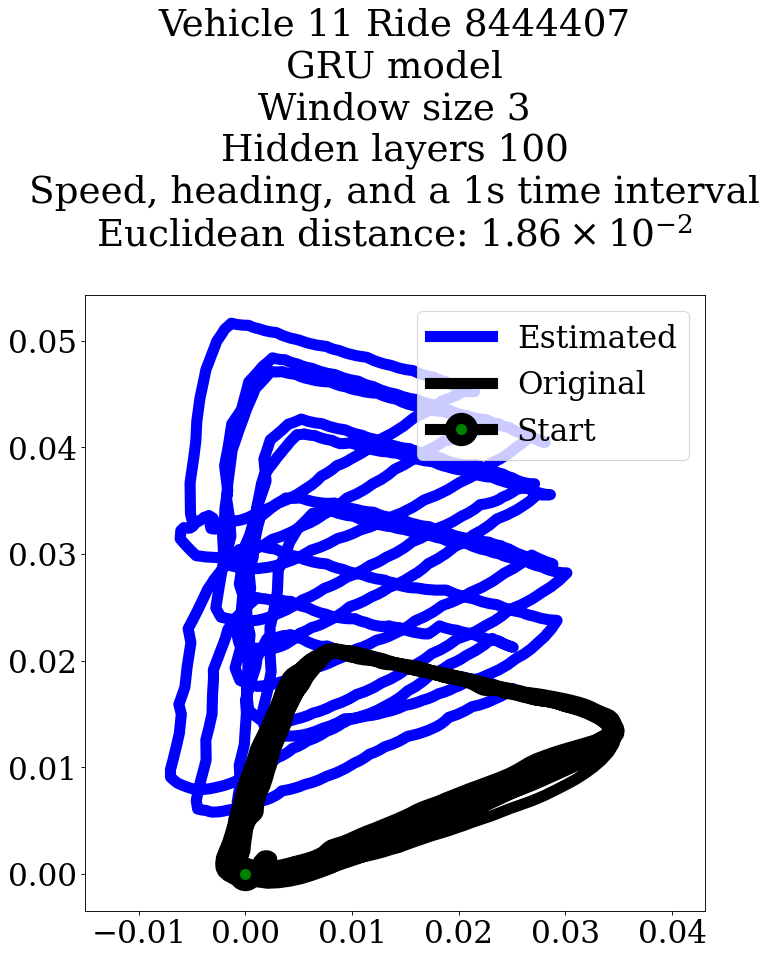 Vehicle 11 Ride 8444407
GRU model
Window size 3
Hidden layers 100
Speed, heading, and a 1s time interval
Euclidean distance: 1.86 × 10⁻²
Estimated
Original
Start
0.05
0.04
0.03
0.02
0.01
0.00
−0.01 0.00 0.01 0.02 0.03 0.04